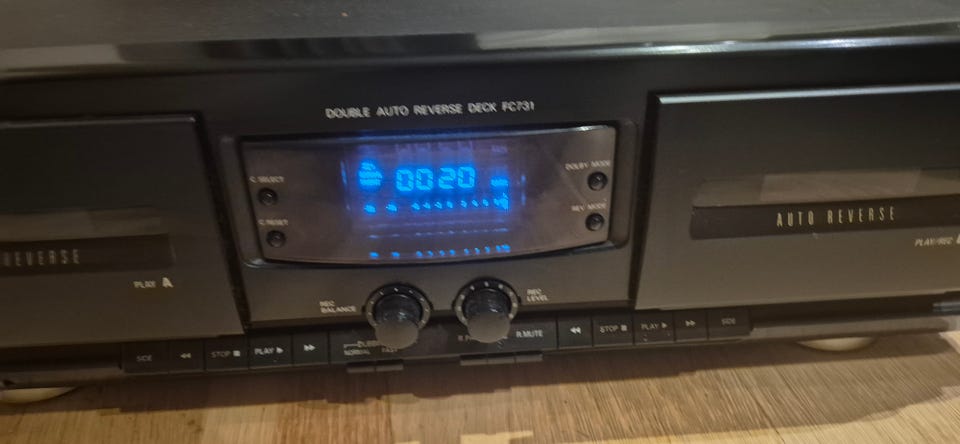 DOUBLE AUTO REVERSE DECK FC731
C. SELECT
C. RESET
0020
DOLBY MODE
REV. MODE
REVERSE
PLAY A
AUTO REVERSE
PLAY/REC
REC
BALANCE
REC
LEVEL
SIDE
◀◀
STOP ■
PLAY ▶
▶▶
NORMAL
FAST
R.MUTE
◀◀
STOP ■
PLAY ▶
▶▶
SIDE